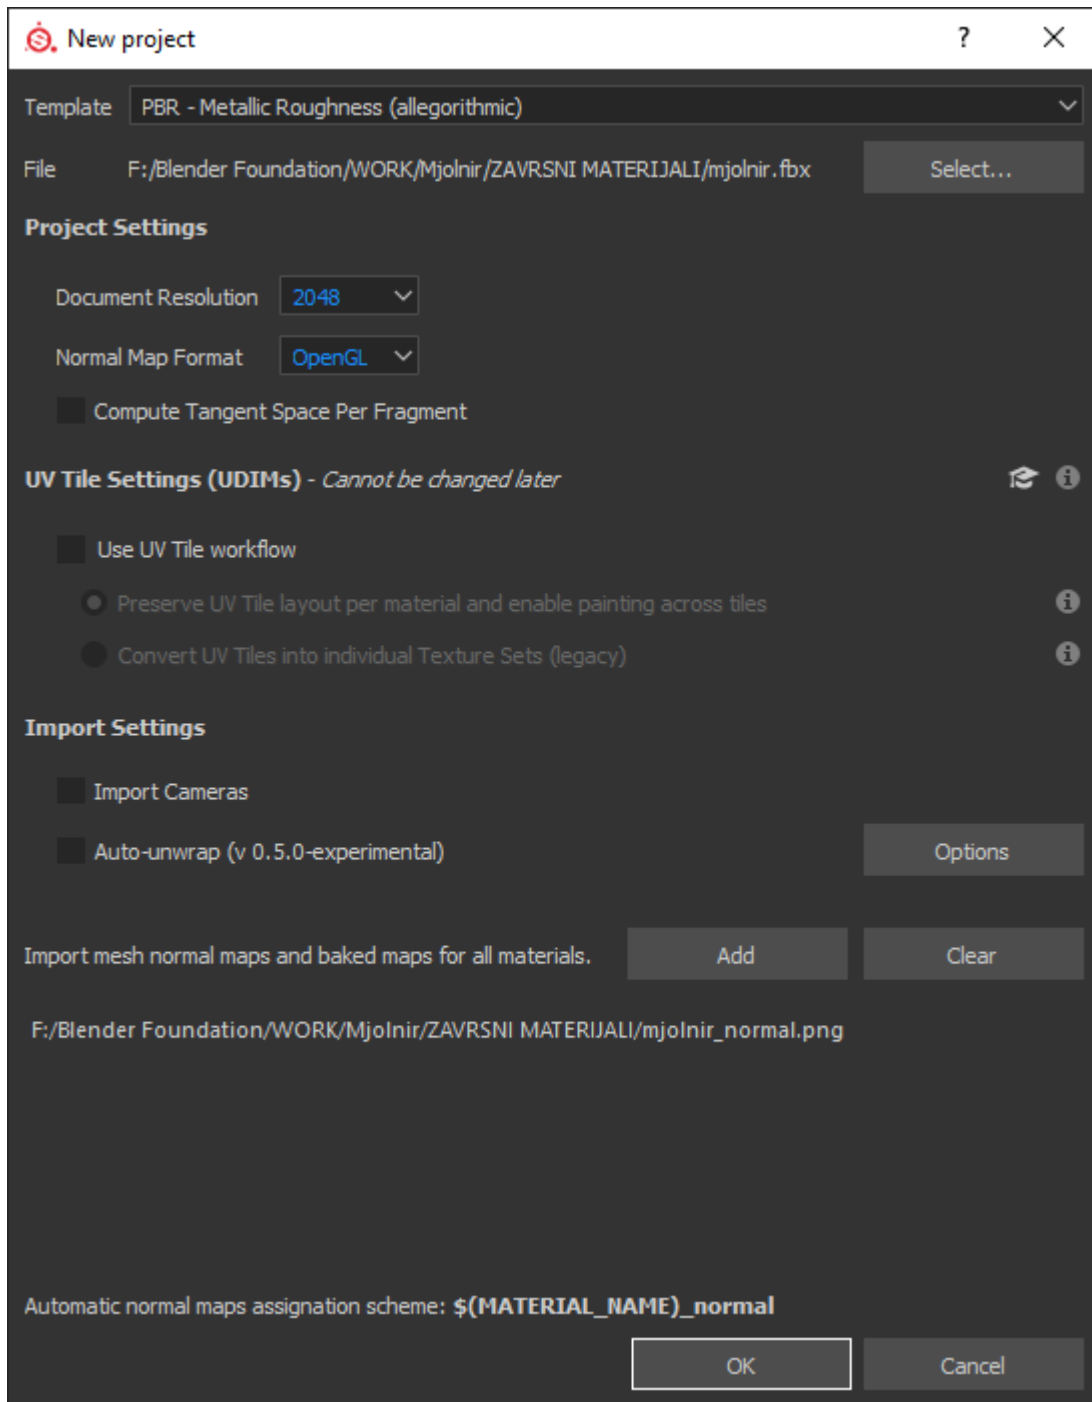 New project ?
Template PBR - Metallic Roughness (allegorithmic)
File F:/Blender Foundation/WORK/Mjolnir/ZAVRSNI MATERIJALI/mjolnir.fbx Select...
Project Settings
Document Resolution 2048
Normal Map Format OpenGL
Compute Tangent Space Per Fragment
UV Tile Settings (UDIMs) - Cannot be changed later
Use UV Tile workflow
Preserve UV Tile layout per material and enable painting across tiles
Convert UV Tiles into individual Texture Sets (legacy)
Import Settings
Import Cameras
Auto-unwrap (v 0.5.0-experimental) Options
Import mesh normal maps and baked maps for all materials. Add Clear
F:/Blender Foundation/WORK/Mjolnir/ZAVRSNI MATERIJALI/mjolnir_normal.png
Automatic normal maps assignation scheme: $(MATERIAL_NAME)_normal
OK Cancel